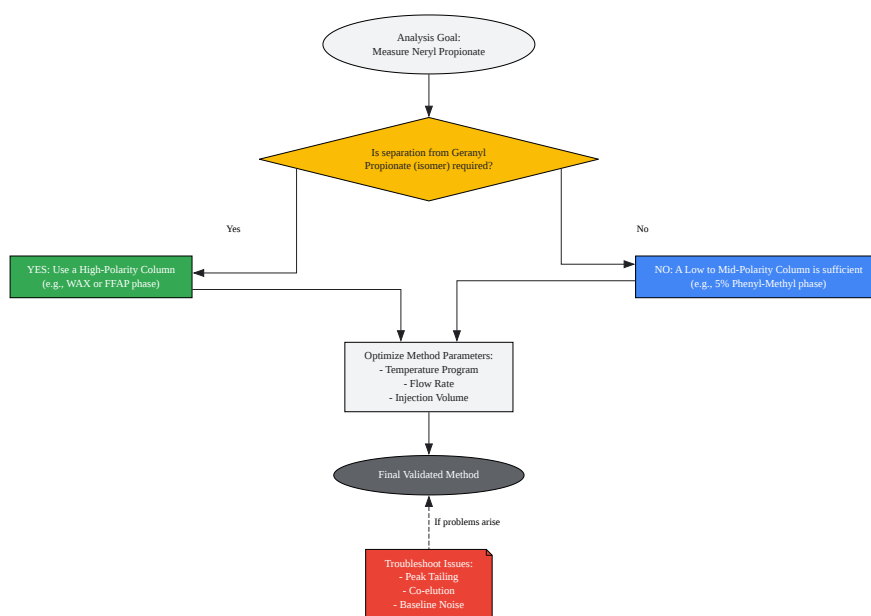 Analysis Goal:
Measure Neryl Propionate
Is separation from Geranyl
Propionate (isomer) required?
Yes
No
YES: Use a High-Polarity Column
(e.g., WAX or FFAP phase)
NO: A Low to Mid-Polarity Column is sufficient
(e.g., 5% Phenyl-Methyl phase)
Optimize Method Parameters:
- Temperature Program
- Flow Rate
- Injection Volume
Final Validated Method
If problems arise
Troubleshoot Issues:
- Peak Tailing
- Co-elution
- Baseline Noise